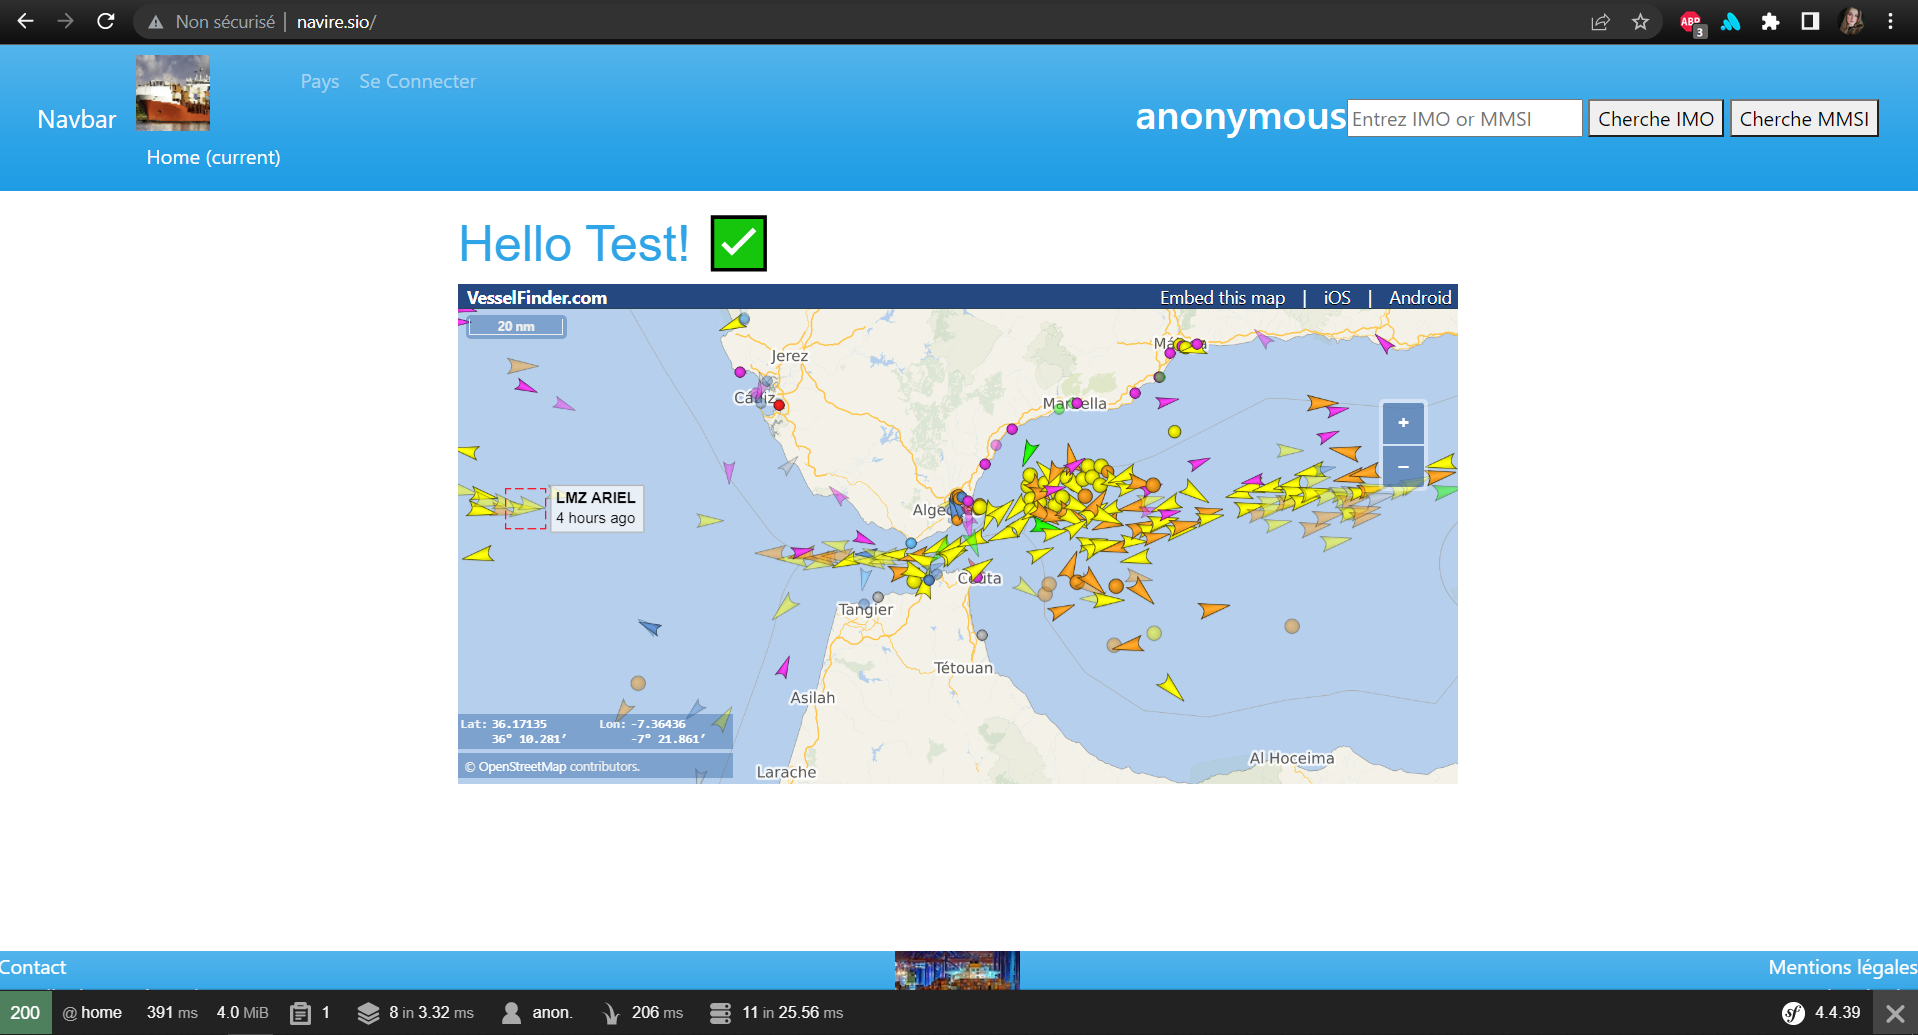 Non sécurisé | navire.sio/
ABP
3
Navbar
Pays Se Connecter
Home (current)
anonymous Entrez IMO or MMSI Cherche IMO Cherche MMSI
Hello Test!
VesselFinder.com Embed this map | iOS | Android
20 nm
Jerez
Cádiz
Marbella
LMZ ARIEL
4 hours ago
Ceuta
Tangier
Tétouan
Asilah
Lat: 36.17135 Lon: -7.36436
36° 10.281’ -7° 21.861’
© OpenStreetMap contributors.
Larache
Al Hoceima
+
−
Contact
Mentions légales
200 @ home 391 ms 4.0 MiB 1 8 in 3.32 ms anon. 206 ms 11 in 25.56 ms sf 4.4.39